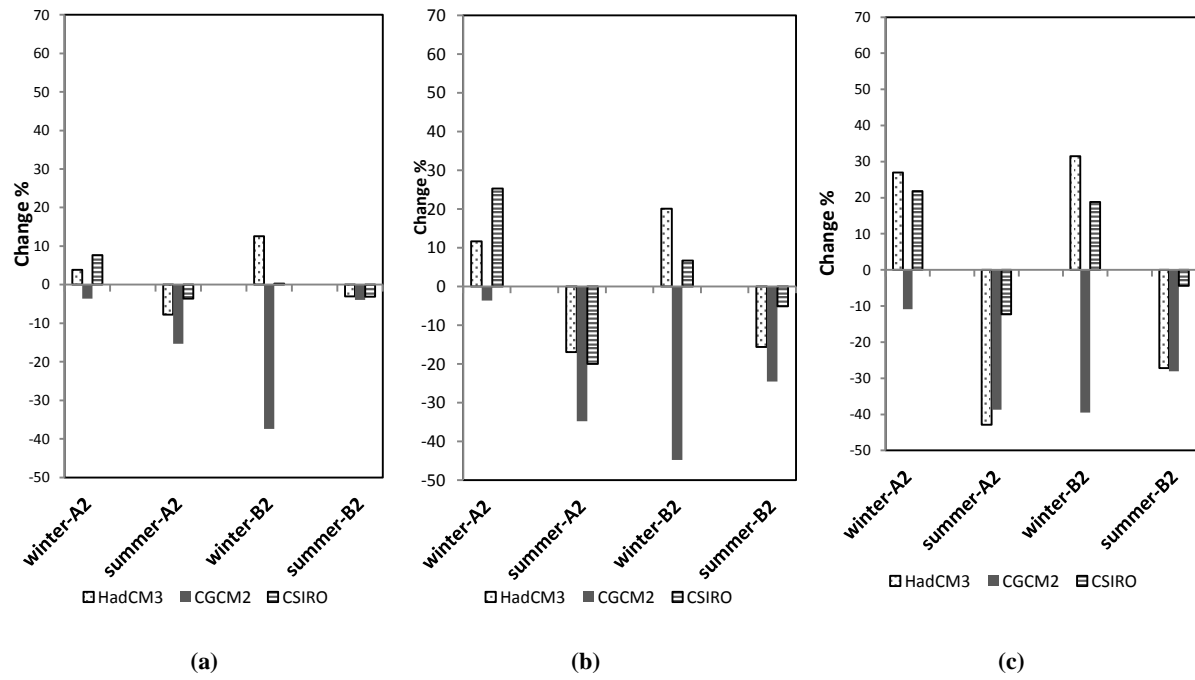 70
60
50
40
30
20
10
0
-10
-20
-30
-40
-50
Change %
winter-A2
summer-A2
winter-B2
summer-B2
HadCM3 CGCM2 CSIRO
(a)
70
60
50
40
30
20
10
0
-10
-20
-30
-40
-50
Change %
winter-A2
summer-A2
winter-B2
summer-B2
HadCM3 CGCM2 CSIRO
(b)
70
60
50
40
30
20
10
0
-10
-20
-30
-40
-50
Change %
winter-A2
summer-A2
winter-B2
summer-B2
HadCM3 CGCM2 CSIRO
(c)